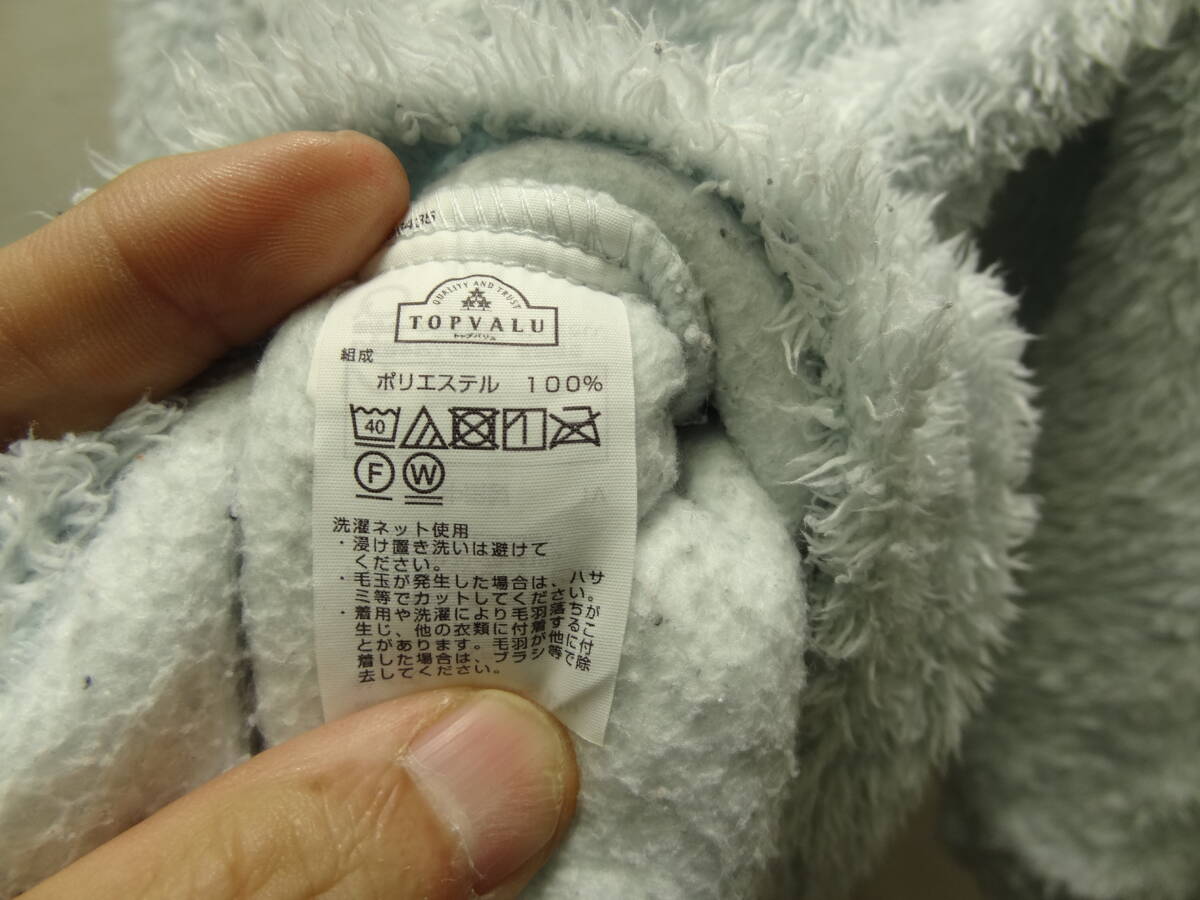 QUALITY AND TRUST
TOPVALU
トップバリュ
組成
ポリエステル 100%
40
F W
洗濯ネット使用
・浸け置き洗いは避けて
ください。
・毛玉が発生した場合は、ハサ
ミ等でカットしてください。
・着用や洗濯により毛羽落ちが
生じ、他の衣類に付着するこ
とがあります。毛羽が他に付
着した場合は、ブラシ等で除
去してください。